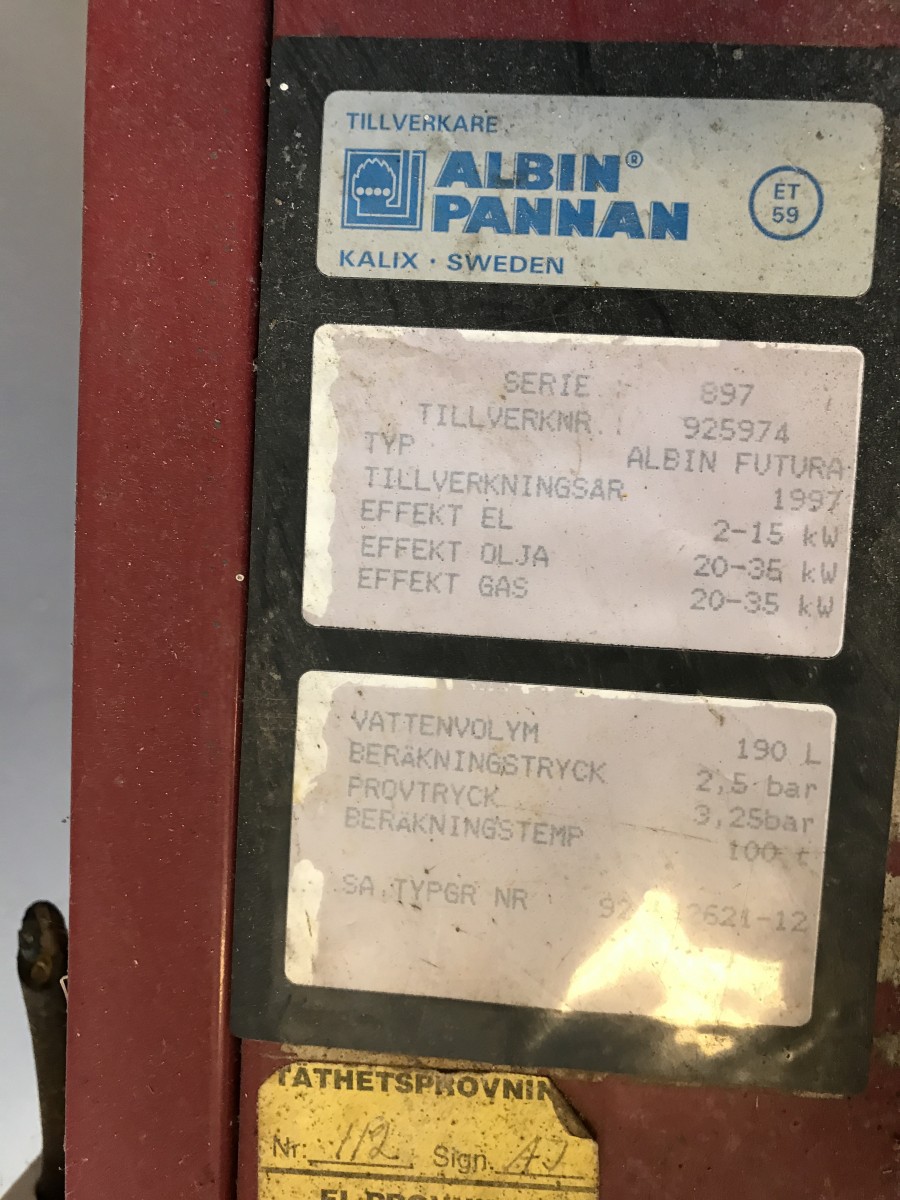 TILLVERKARE
ALBIN®
PANNAN
ET
59
KALIX · SWEDEN
SERIE : 897
TILLVERKNR. : 925974
TYP ALBIN FUTURA
TILLVERKNINGSAR 1997
EFFEKT EL 2-15 kW
EFFEKT OLJA 20-35 kW
EFFEKT GAS 20-35 kW
VATTENVOLYM 190 L
BERÄKNINGSTRYCK 2,5 bar
PROVTRYCK 3,25bar
BERÄKNINGSTEMP 100
SA.TYPGR NR
TÄTHETSPROVNIN
Nr. 112 Sign. AJ